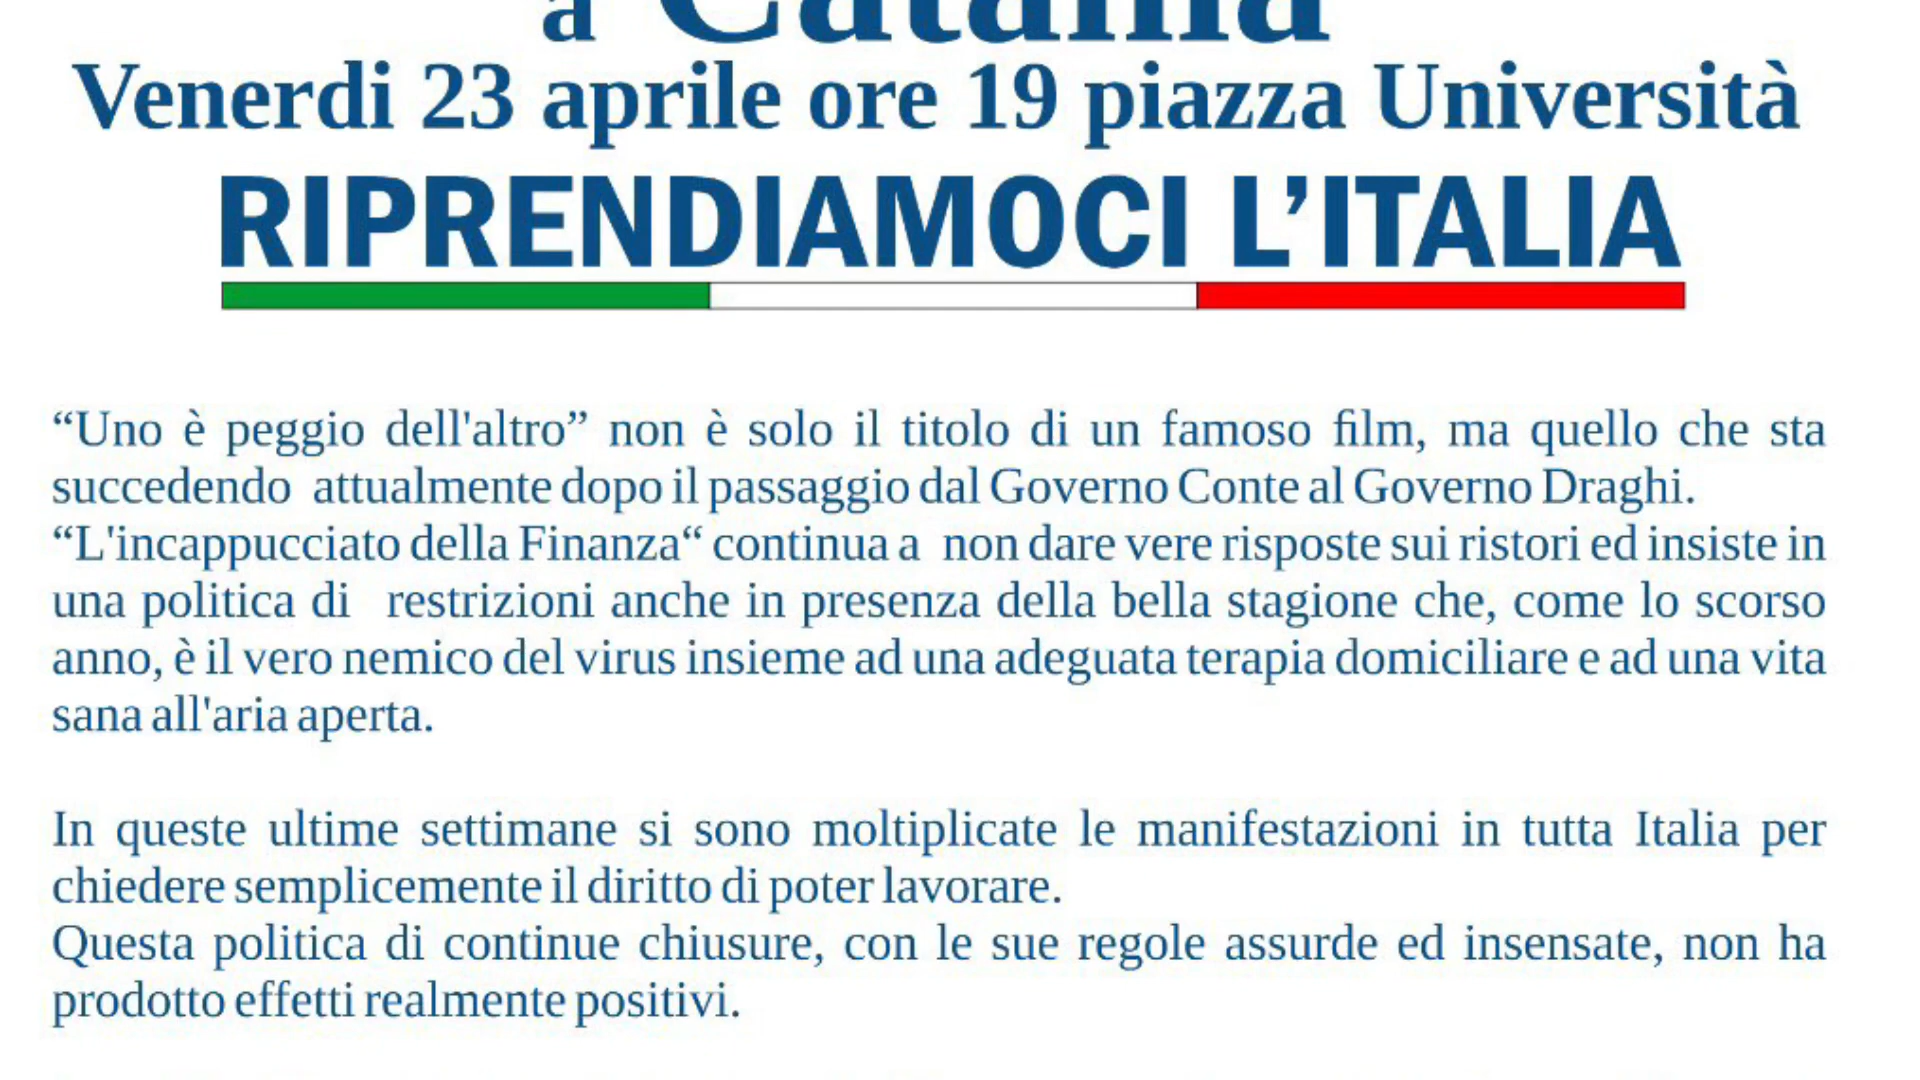 a Catania
Venerdi 23 aprile ore 19 piazza Università
RIPRENDIAMOCI L’ITALIA
“Uno è peggio dell'altro” non è solo il titolo di un famoso film, ma quello che sta
succedendo attualmente dopo il passaggio dal Governo Conte al Governo Draghi.
“L'incappucciato della Finanza“ continua a non dare vere risposte sui ristori ed insiste in
una politica di restrizioni anche in presenza della bella stagione che, come lo scorso
anno, è il vero nemico del virus insieme ad una adeguata terapia domiciliare e ad una vita
sana all'aria aperta.
In queste ultime settimane si sono moltiplicate le manifestazioni in tutta Italia per
chiedere semplicemente il diritto di poter lavorare.
Questa politica di continue chiusure, con le sue regole assurde ed insensate, non ha
prodotto effetti realmente positivi.